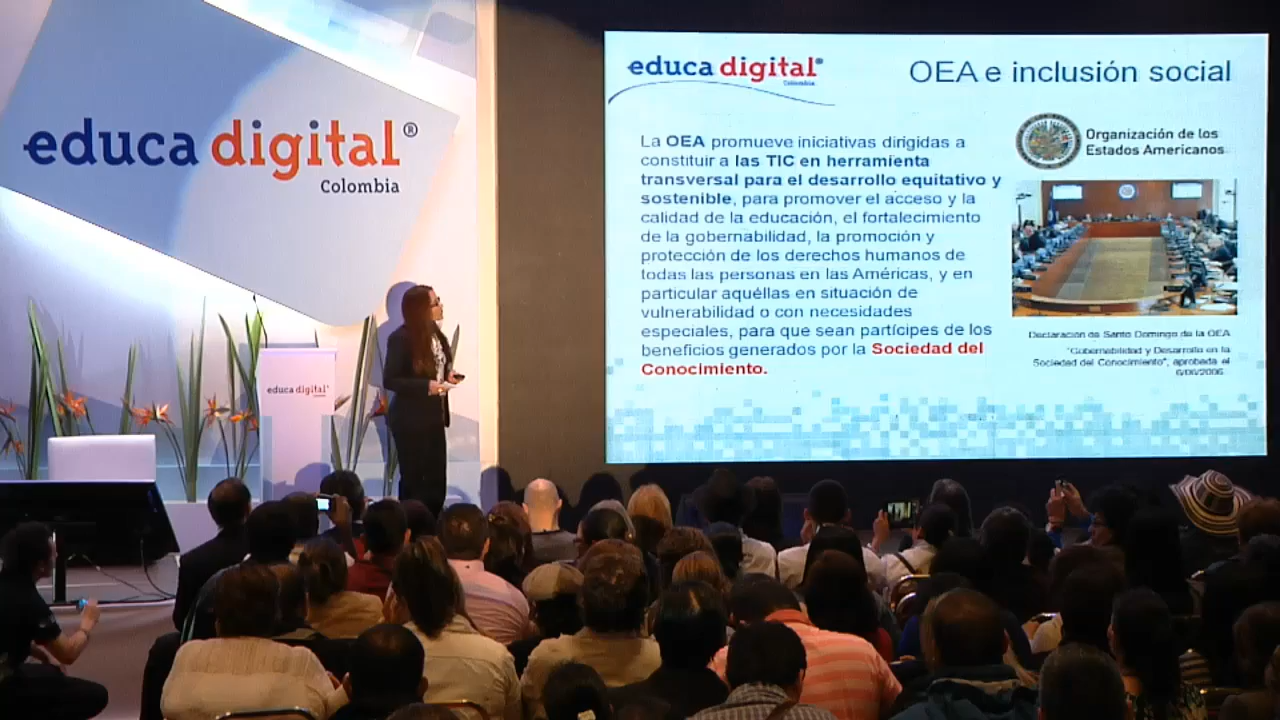 educa digital®
Colombia
educa digital
educa digital®
Colombia
OEA e inclusión social
La OEA promueve iniciativas dirigidas a
constituir a las TIC en herramienta
transversal para el desarrollo equitativo y
sostenible, para promover el acceso y la
calidad de la educación, el fortalecimiento
de la gobernabilidad, la promoción y
protección de los derechos humanos de
todas las personas en las Américas, y en
particular aquéllas en situación de
vulnerabilidad o con necesidades
especiales, para que sean partícipes de los
beneficios generados por la Sociedad del
Conocimiento.
Organización de los
Estados Americanos
Declaración de Santo Domingo de la OEA
"Gobernabilidad y Desarrollo en la
Sociedad del Conocimiento", aprobada el